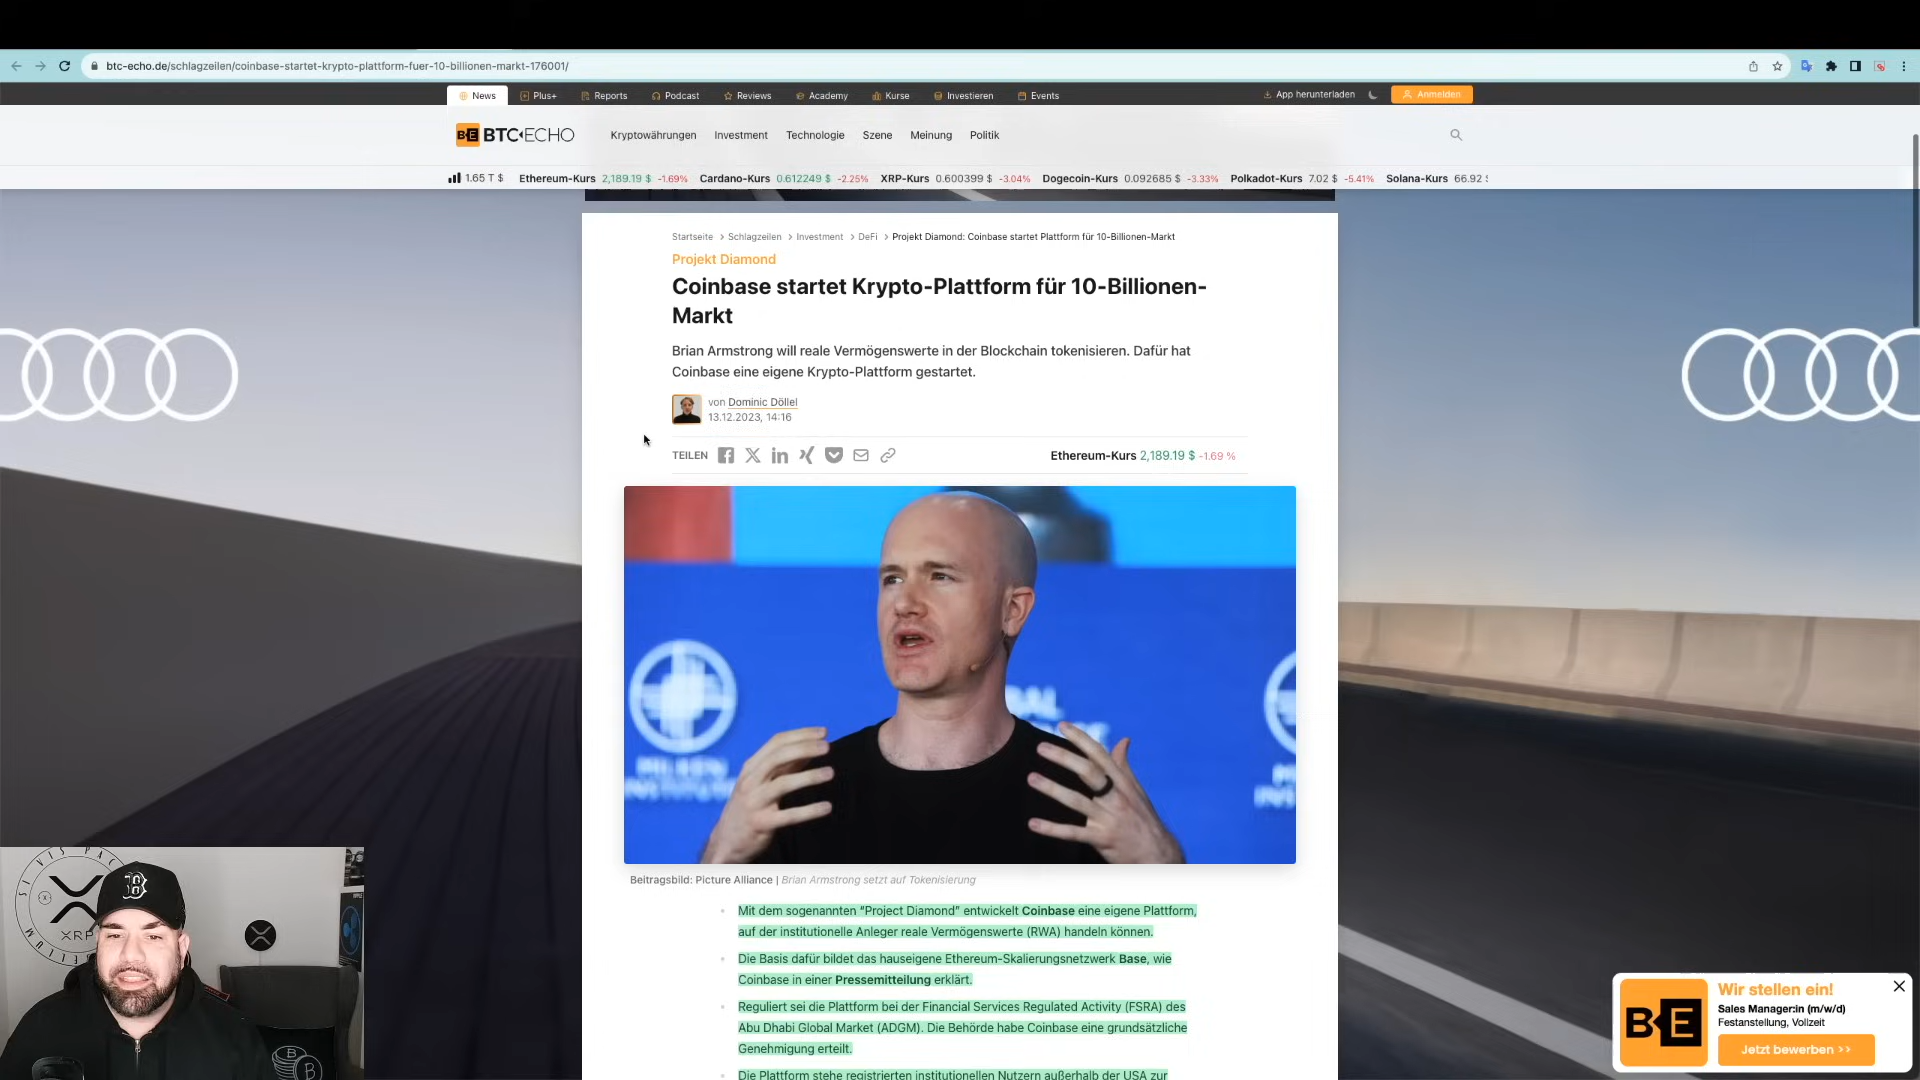 btc-echo.de/schlagzeilen/coinbase-startet-krypto-plattform-fuer-10-billionen-markt-176001/
News Plus+ Reports Podcast Reviews Academy Kurse Investieren Events App herunterladen Anmelden
BTC-ECHO Kryptowährungen Investment Technologie Szene Meinung Politik
1.65 T $ Ethereum-Kurs 2,189.19 $ -1.69% Cardano-Kurs 0.612249 $ -2.25% XRP-Kurs 0.600399 $ -3.04% Dogecoin-Kurs 0.092685 $ -3.33% Polkadot-Kurs 7.02 $ -5.41% Solana-Kurs 66.92 $
Startseite > Schlagzeilen > Investment > DeFi > Projekt Diamond: Coinbase startet Plattform für 10-Billionen-Markt
Projekt Diamond
Coinbase startet Krypto-Plattform für 10-Billionen-
Markt
Brian Armstrong will reale Vermögenswerte in der Blockchain tokenisieren. Dafür hat
Coinbase eine eigene Krypto-Plattform gestartet.
von Dominic Döllel
13.12.2023, 14:16
TEILEN
Ethereum-Kurs 2,189.19 $ -1.69 %
MILKEN
INSTITUTE
Beitragsbild: Picture Alliance | Brian Armstrong setzt auf Tokenisierung
Mit dem sogenannten “Project Diamond” entwickelt Coinbase eine eigene Plattform,
auf der institutionelle Anleger reale Vermögenswerte (RWA) handeln können.
Die Basis dafür bildet das hauseigene Ethereum-Skalierungsnetzwerk Base, wie
Coinbase in einer Pressemitteilung erklärt.
Reguliert sei die Plattform bei der Financial Services Regulated Activity (FSRA) des
Abu Dhabi Global Market (ADGM). Die Behörde habe Coinbase eine grundsätzliche
Genehmigung erteilt.
Die Plattform stehe registrierten institutionellen Nutzern außerhalb der USA zur
SI VIS PAC
XRP
B
Wir stellen ein!
Sales Manager:in (m/w/d)
Festanstellung, Vollzeit
Jetzt bewerben >>